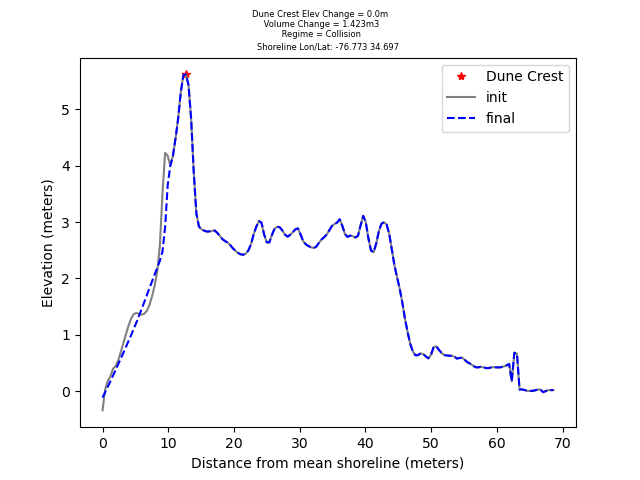 Dune Crest Elev Change = 0.0m
Volume Change = 1.423m3
Regime = Collision
Shoreline Lon/Lat: -76.773 34.697
Dune Crest
init
final
Elevation (meters)
5
4
3
2
1
0
0 10 20 30 40 50 60 70
Distance from mean shoreline (meters)